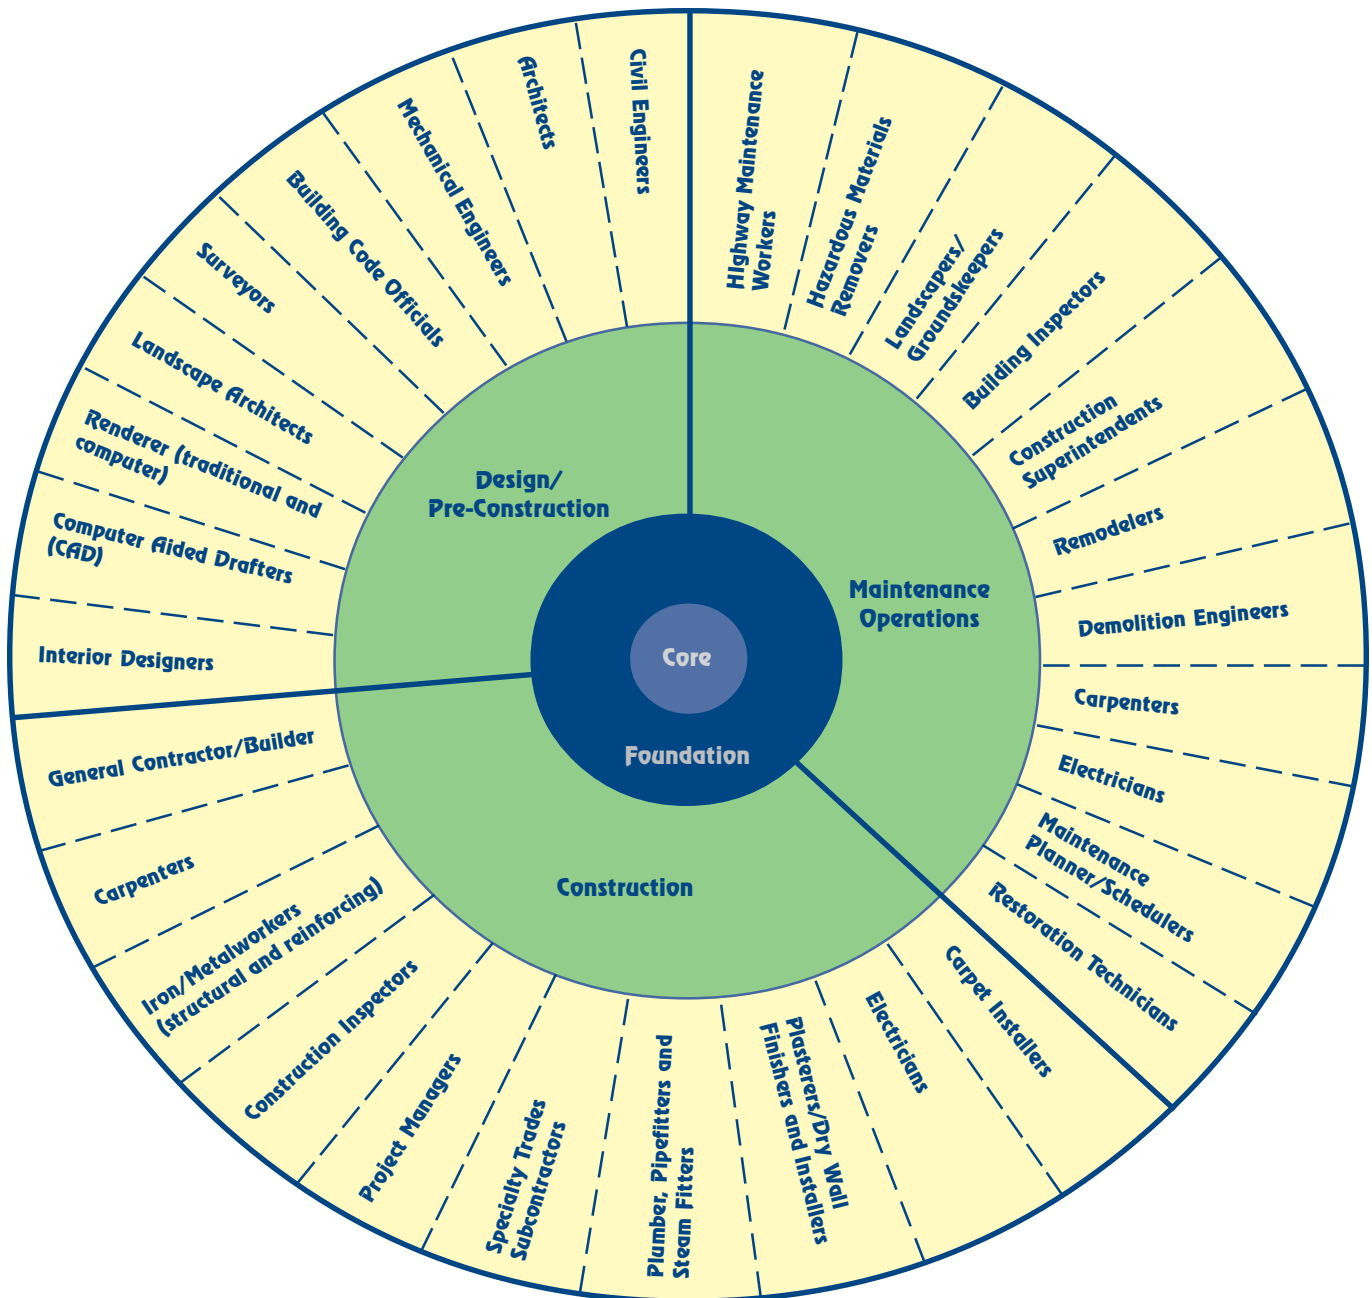 Civil Engineers
Architects
Mechanical Engineers
Building Code Officials
Surveyors
Landscape Architects
Renderer (traditional and
computer)
Computer Aided Drafters
(CAD)
Interior Designers
HIghway Maintenance
Workers
Hazardous Materials
Removers
Landscapers/
Groundskeepers
Building Inspectors
Construction
Superintendents
Remodelers
Demolition Engineers
Carpenters
Electricians
Maintenance
Planner/Schedulers
Restoration Technicians
Design/
Pre-Construction
Maintenance
Operations
Core
Foundation
Construction
General Contractor/Builder
Carpenters
Iron/Metalworkers
(structural and reinforcing)
Construction Inspectors
Project Managers
Specialty Trades
Subcontractors
Plumber, Pipefitters and
Steam Fitters
Plasterers/Dry Wall
Finishers and Installers
Electricians
Carpet Installers